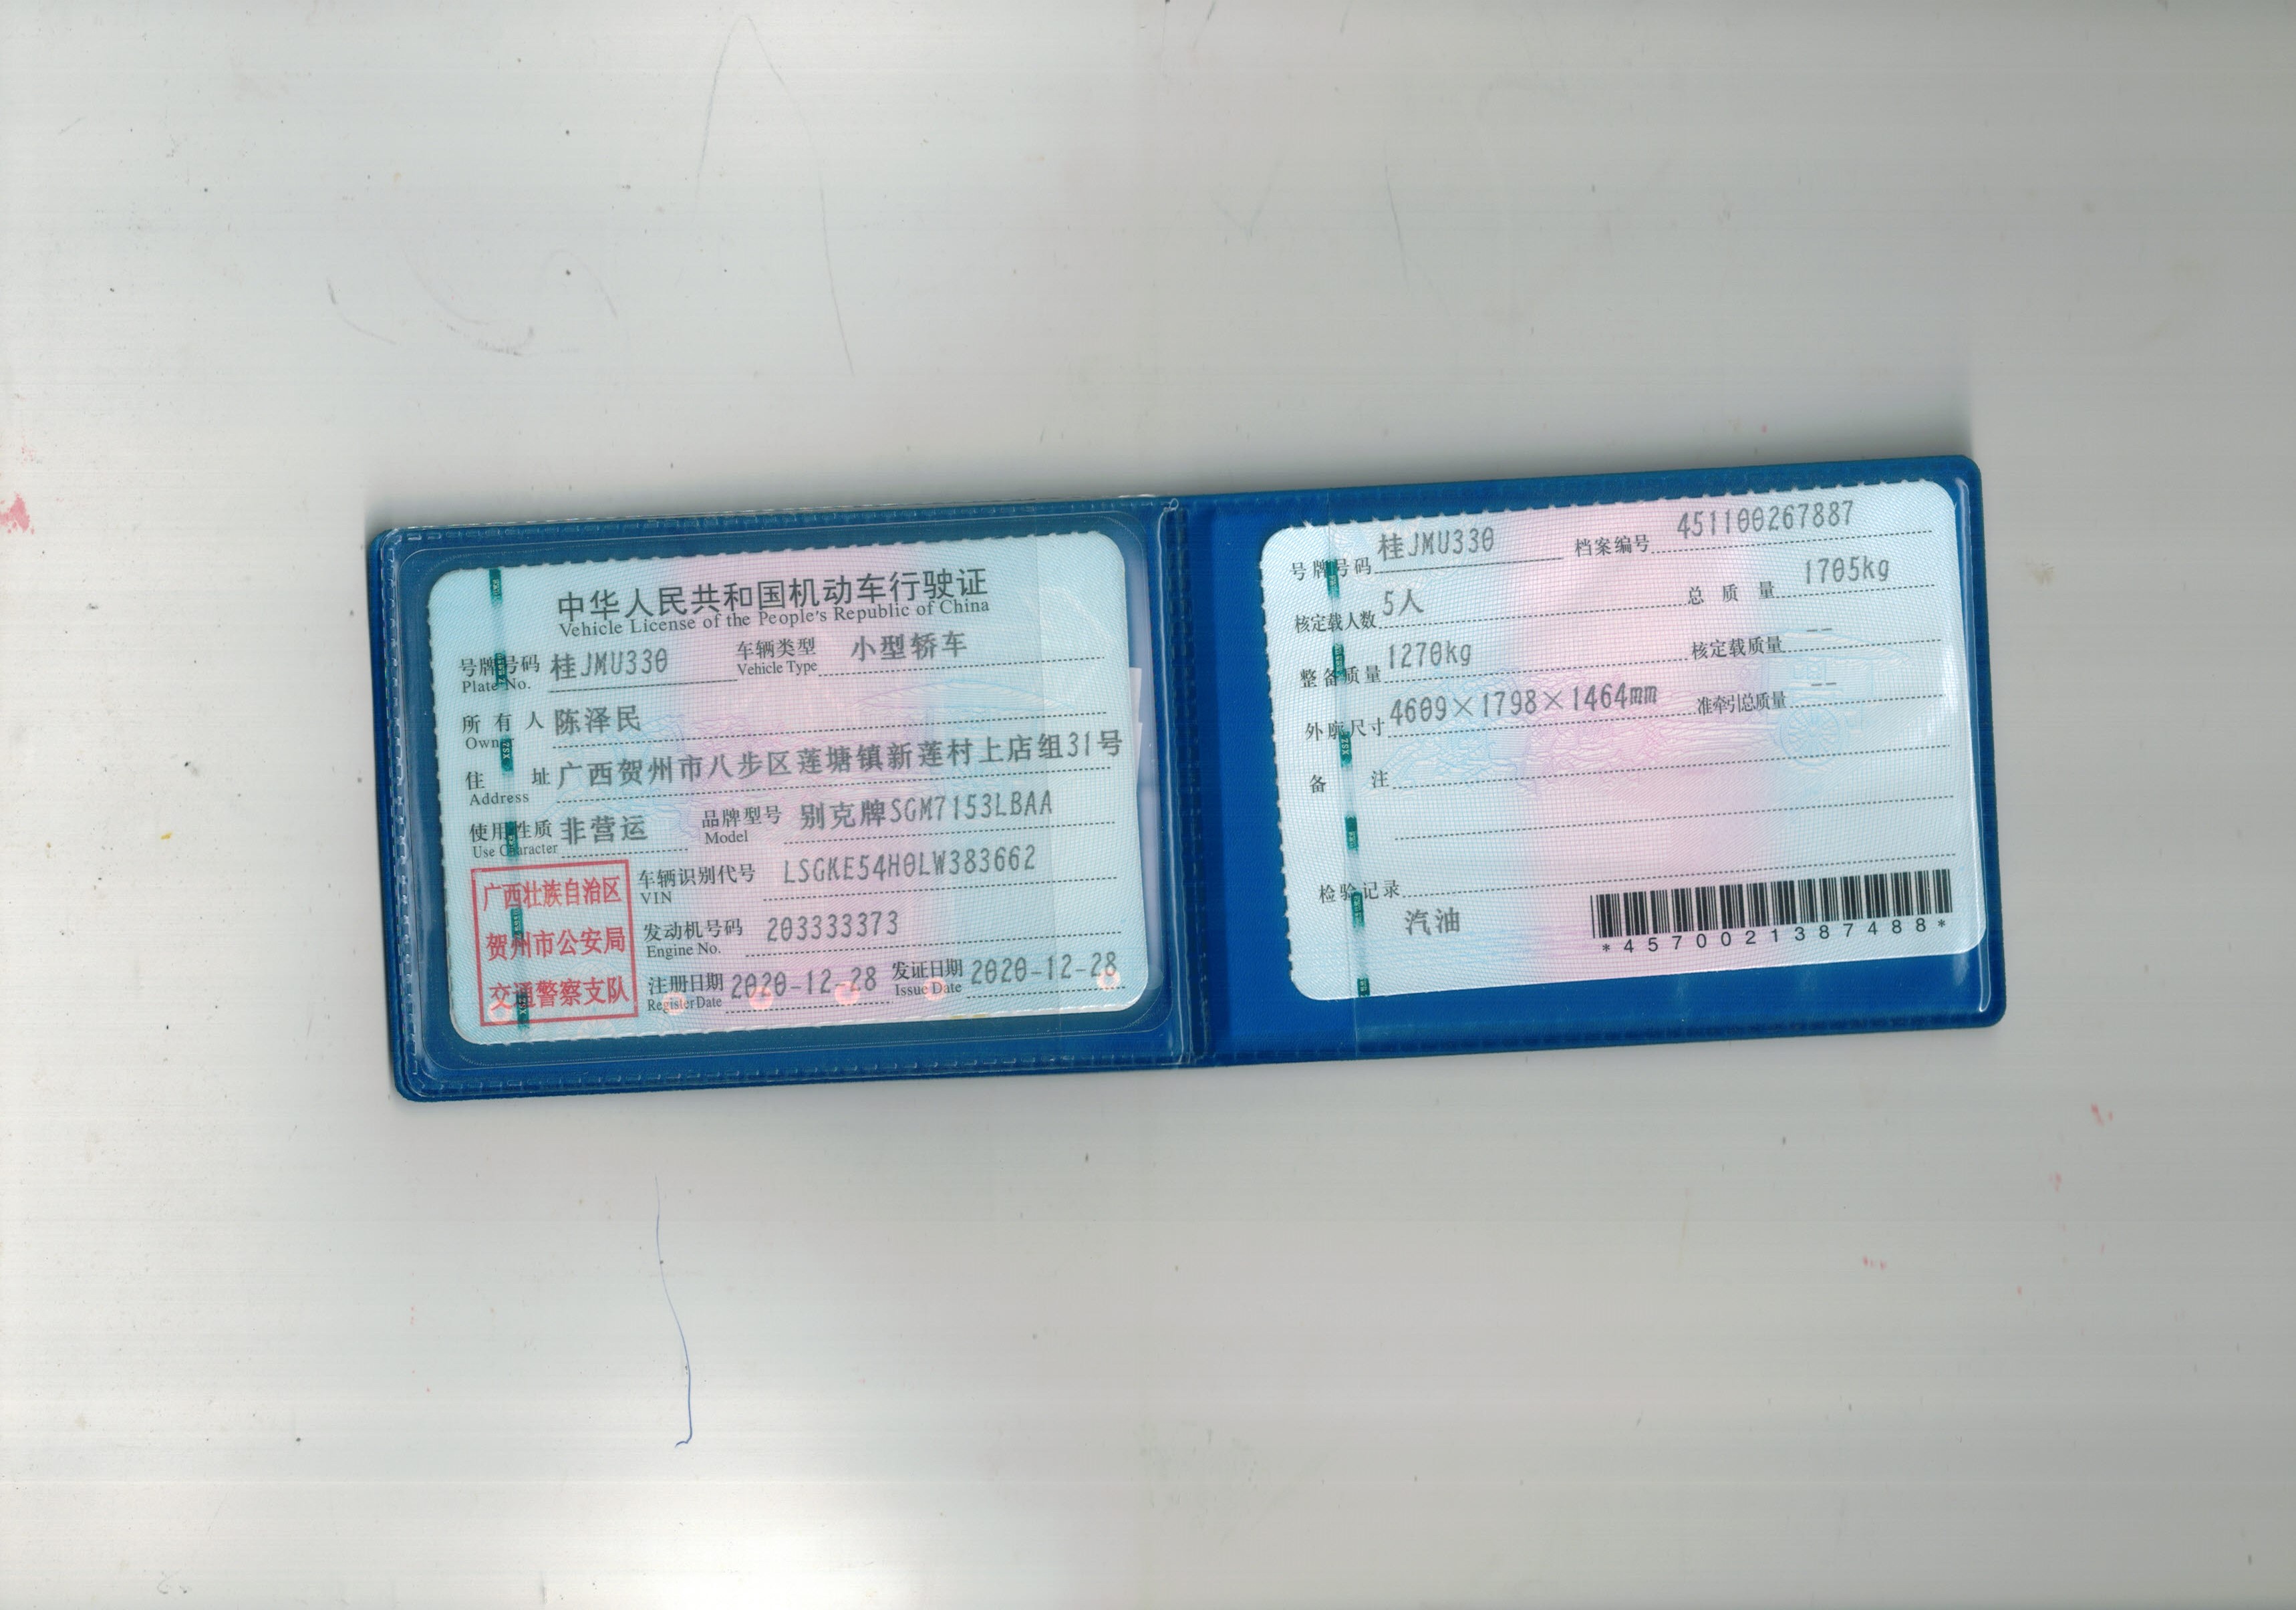 中华人民共和国机动车行驶证
Vehicle License of the People's Republic of China
号牌号码 桂JMU330 车辆类型 小型轿车
Plate No. Vehicle Type
所有人 陈泽民
Owner
住址 广西贺州市八步区莲塘镇新莲村上店组31号
Address
使用性质 非营运 品牌型号 别克牌SGM7153LBAA
Use Character Model
广西壮族自治区
贺州市公安局
交通警察支队
车辆识别代号 LSGKE54H0LW383662
VIN
发动机号码 203333373
Engine No.
注册日期 2020-12-28 发证日期 2020-12-28
Register Date Issue Date
号牌号码 桂JMU330 档案编号 451100267887
核定载人数 5人 总质量 1705kg
整备质量 1270kg 核定载质量 --
外廓尺寸 4609×1798×1464mm 准牵引总质量 --
备注
检验记录
汽油
*4570021387488*